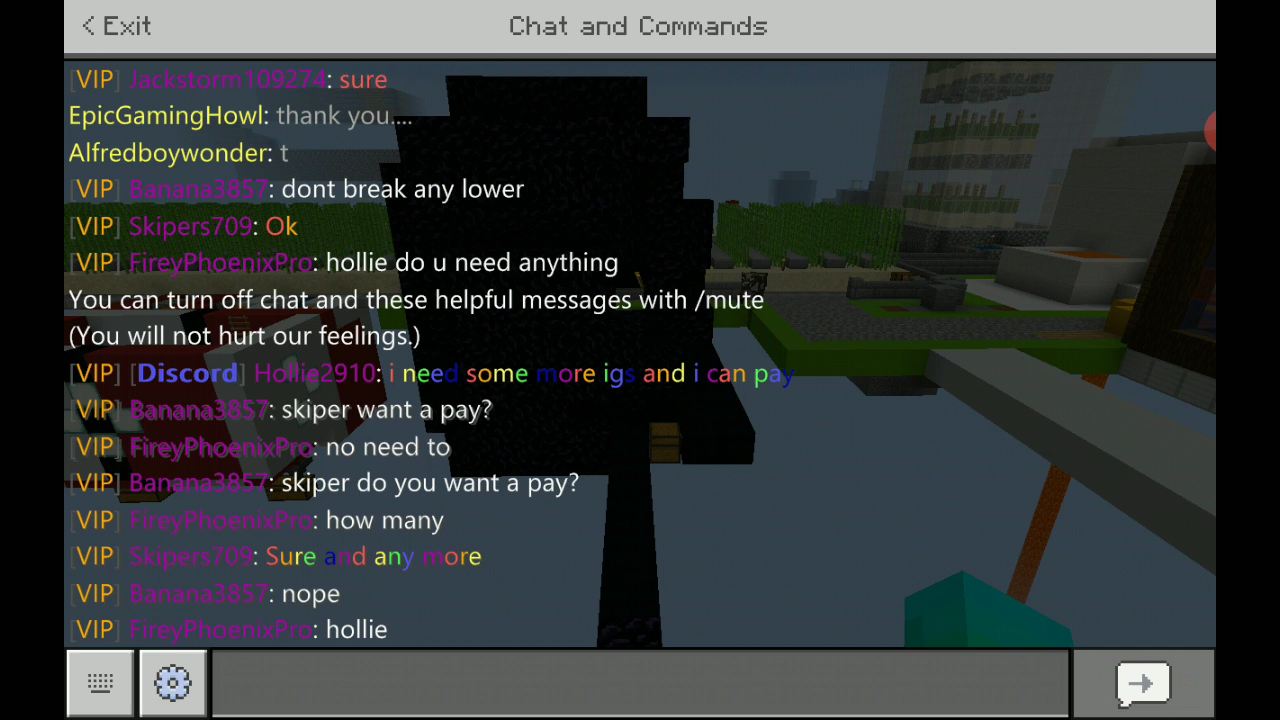 < Exit
Chat and Commands
[VIP] Jackstorm109274: sure
EpicGamingHowl: thank you....
Alfredboywonder: t
[VIP] Banana3857: dont break any lower
[VIP] Skipers709: Ok
[VIP] FireyPhoenixPro: hollie do u need anything
You can turn off chat and these helpful messages with /mute
(You will not hurt our feelings.)
[VIP] [Discord] Hollie2910: i need some more igs and i can pay
[VIP] Banana3857: skiper want a pay?
[VIP] FireyPhoenixPro: no need to
[VIP] Banana3857: skiper do you want a pay?
[VIP] FireyPhoenixPro: how many
[VIP] Skipers709: Sure and any more
[VIP] Banana3857: nope
[VIP] FireyPhoenixPro: hollie